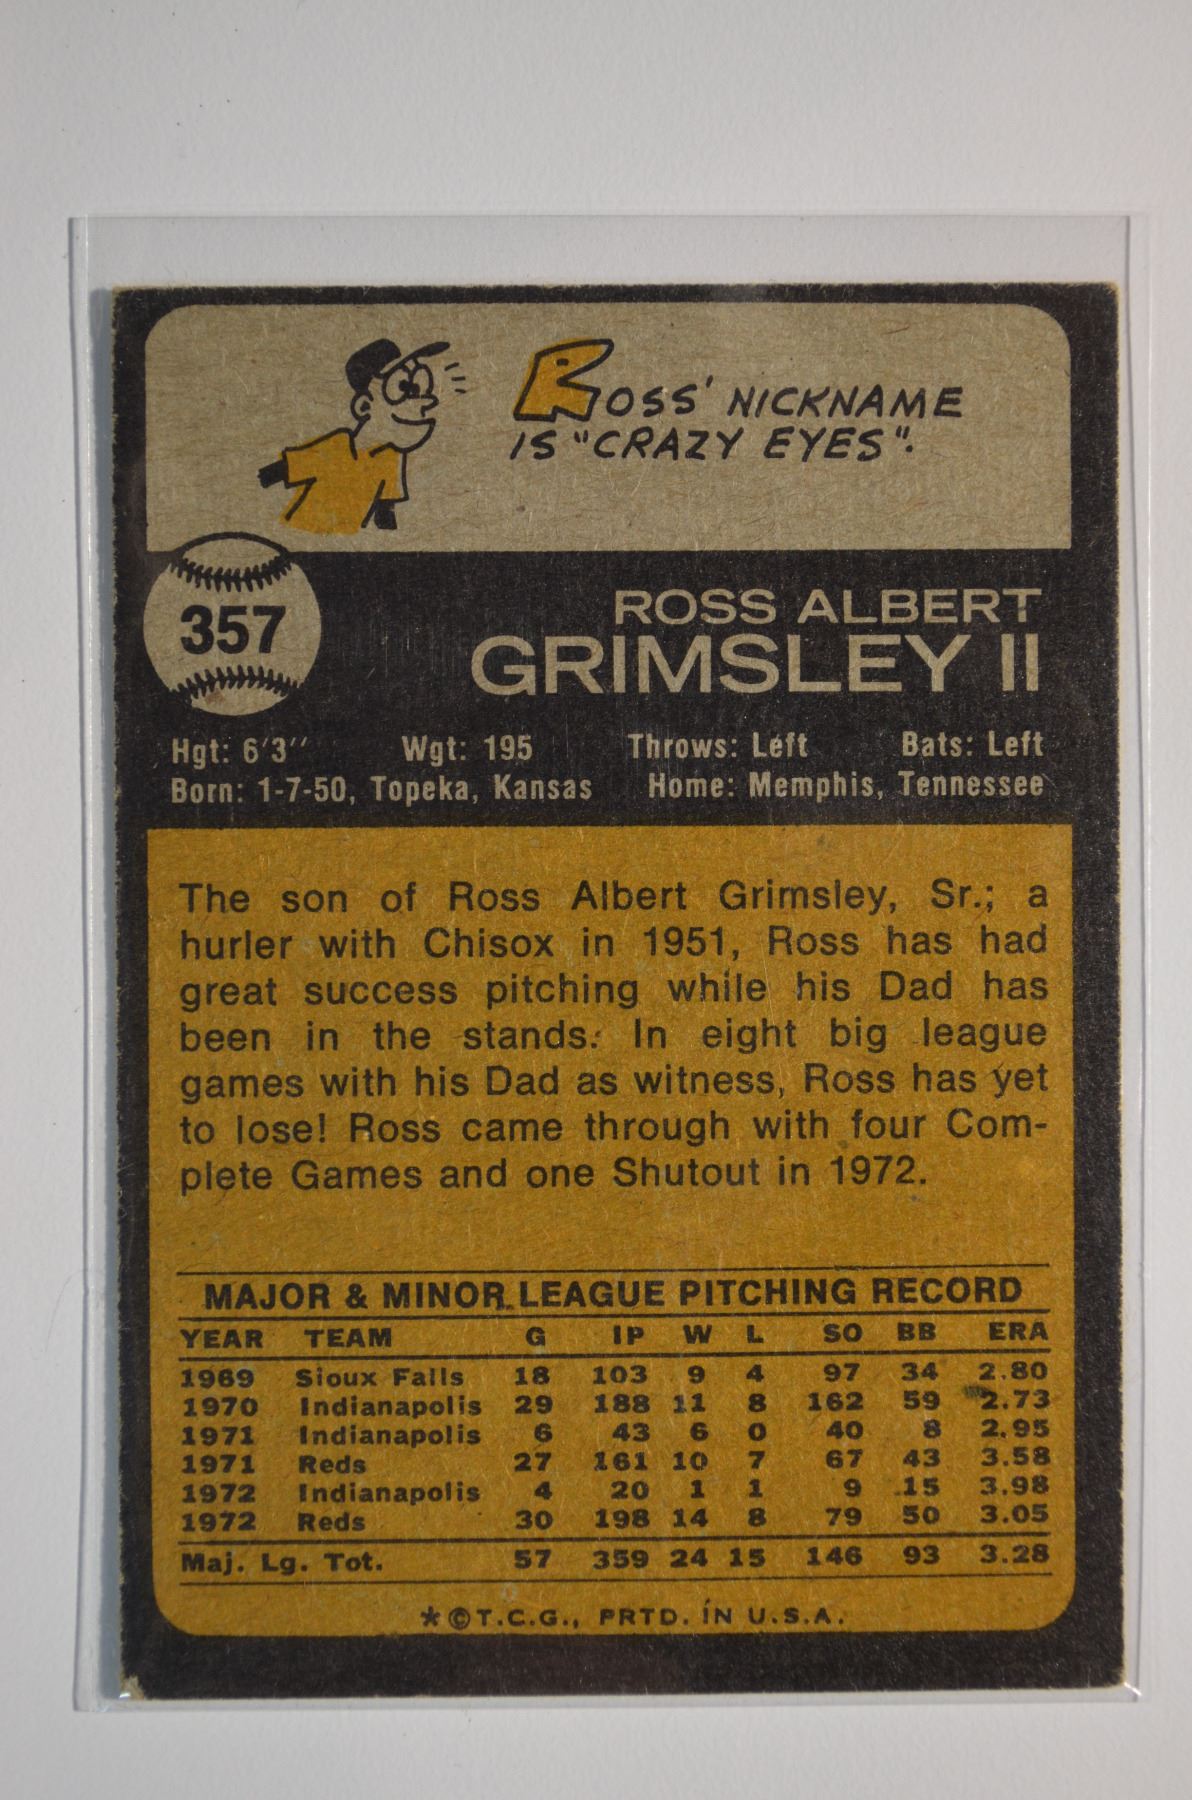 ROSS' NICKNAME
IS "CRAZY EYES".
357
ROSS ALBERT
GRIMSLEY II
Hgt: 6'3" Wgt: 195 Throws: Left Bats: Left
Born: 1-7-50, Topeka, Kansas Home: Memphis, Tennessee
The son of Ross Albert Grimsley, Sr.; a
hurler with Chisox in 1951, Ross has had
great success pitching while his Dad has
been in the stands. In eight big league
games with his Dad as witness, Ross has yet
to lose! Ross came through with four Com-
plete Games and one Shutout in 1972.
MAJOR & MINOR LEAGUE PITCHING RECORD
YEAR TEAM G IP W L SO BB ERA
1969 Sioux Falls 18 103 9 4 97 34 2.80
1970 Indianapolis 29 188 11 8 162 59 2.73
1971 Indianapolis 6 43 6 0 40 8 2.95
1971 Reds 27 161 10 7 67 43 3.58
1972 Indianapolis 4 20 1 1 9 15 3.98
1972 Reds 30 198 14 8 79 50 3.05
Maj. Lg. Tot. 57 359 24 15 146 93 3.28
*©T.C.G., PRTD. IN U.S.A.